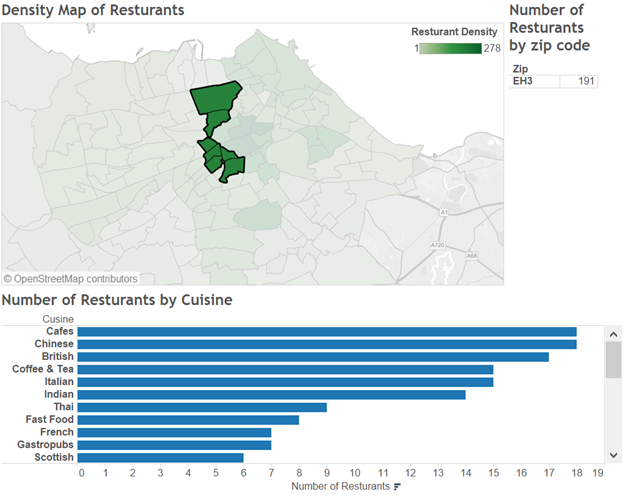 Density Map of Resturants
Resturant Density
1 278
A1
A720
A68
© OpenStreetMap contributors
Number of
Resturants
by zip code
Zip
EH3 191
Number of Resturants by Cuisine
Cusine
Cafes
Chinese
British
Coffee & Tea
Italian
Indian
Thai
Fast Food
French
Gastropubs
Scottish
0 1 2 3 4 5 6 7 8 9 10 11 12 13 14 15 16 17 18 19
Number of Resturants